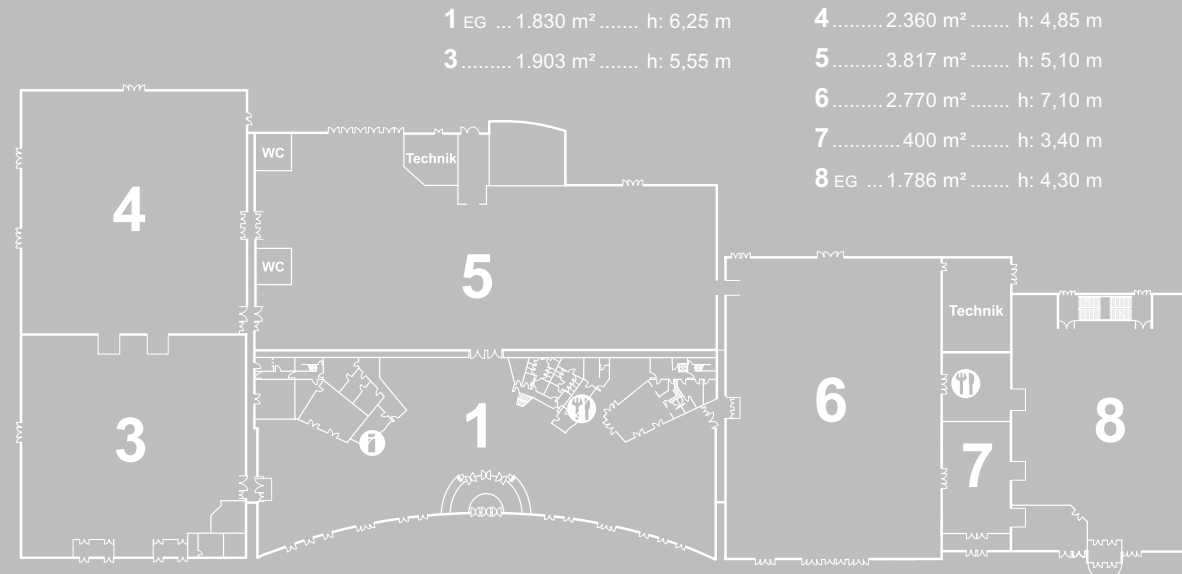 1 EG ... 1.830 m² ....... h: 6,25 m
3 ......... 1.903 m² ....... h: 5,55 m
4 ......... 2.360 m² ....... h: 4,85 m
5 ......... 3.817 m² ....... h: 5,10 m
6 ......... 2.770 m² ....... h: 7,10 m
7 ............ 400 m² ....... h: 3,40 m
8 EG ... 1.786 m² ....... h: 4,30 m
WC
Technik
4
WC
5
Technik
3
1
6
7
8